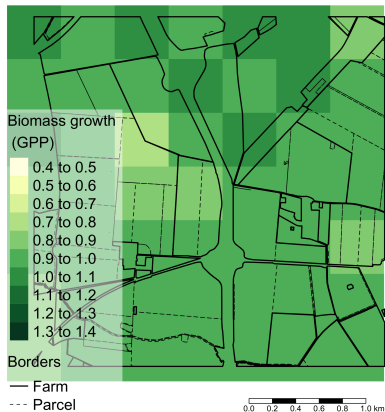 Biomass growth
(GPP)
0.4 to 0.5
0.5 to 0.6
0.6 to 0.7
0.7 to 0.8
0.8 to 0.9
0.9 to 1.0
1.0 to 1.1
1.1 to 1.2
1.2 to 1.3
1.3 to 1.4
Borders
Farm
Parcel
0.0 0.2 0.4 0.6 0.8 1.0 km